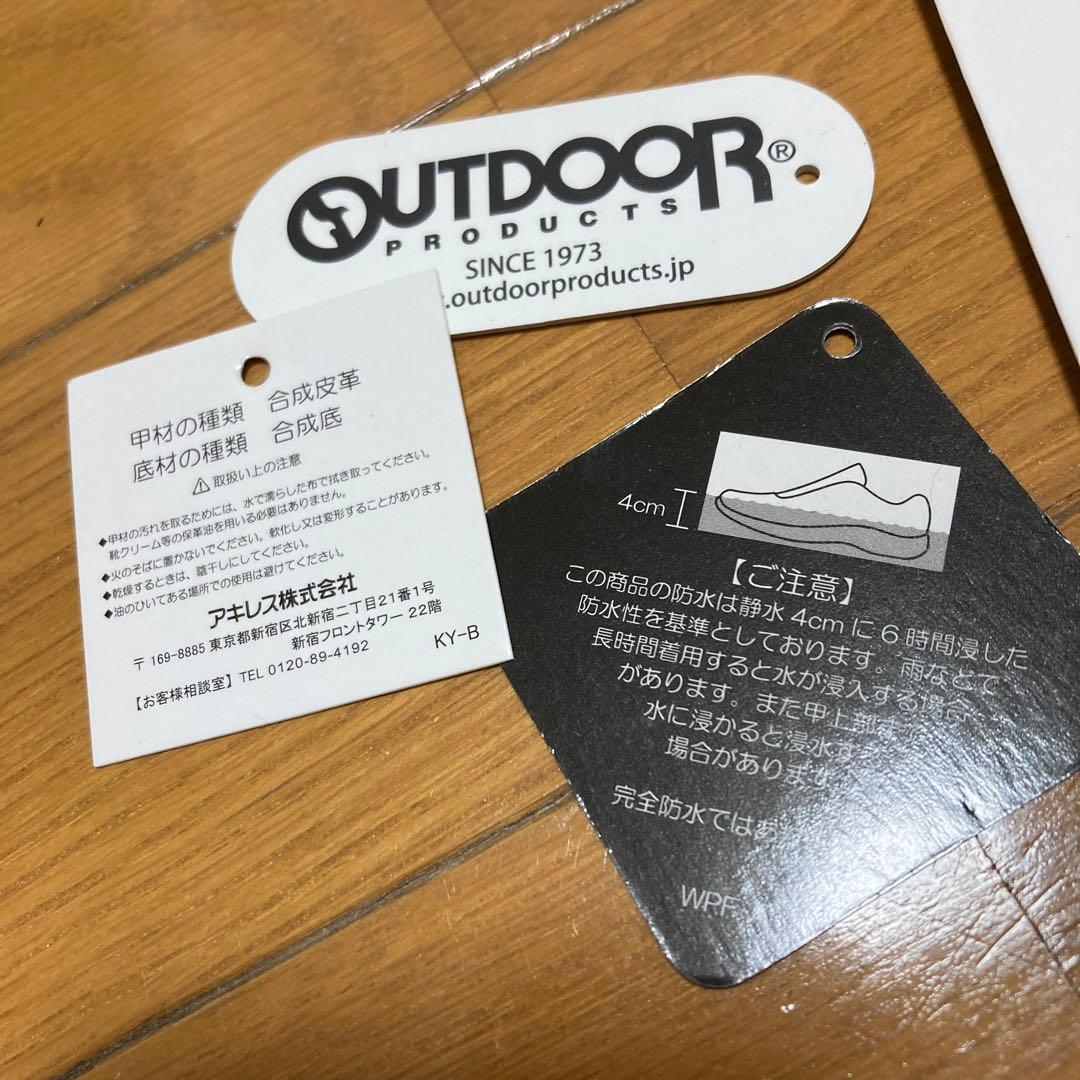 OUTDOOR®
PRODUCTS
SINCE 1973
.outdoorproducts.jp
甲材の種類 合成皮革
底材の種類 合成底
⚠取扱い上の注意
◆甲材の汚れを取るためには、水で濡らした布で拭き取ってください。
靴クリーム等の保革油を用いる必要はありません。
◆火のそばに置かないでください。軟化し又は変形することがあります。
◆乾燥するときは、陰干しにしてください。
◆油のひいてある場所での使用は避けてください。
アキレス株式会社
〒169-8885 東京都新宿区北新宿二丁目21番1号
新宿フロントタワー 22階
【お客様相談室】TEL 0120-89-4192
KY-B
4cm
【ご注意】
この商品の防水は静水 4cm に 6 時間浸した
防水性を基準としております。雨などで
長時間着用すると水が浸入する場合
があります。また甲上部ま
水に浸かると浸水す
場合があります
完全防水ではあ
WPF